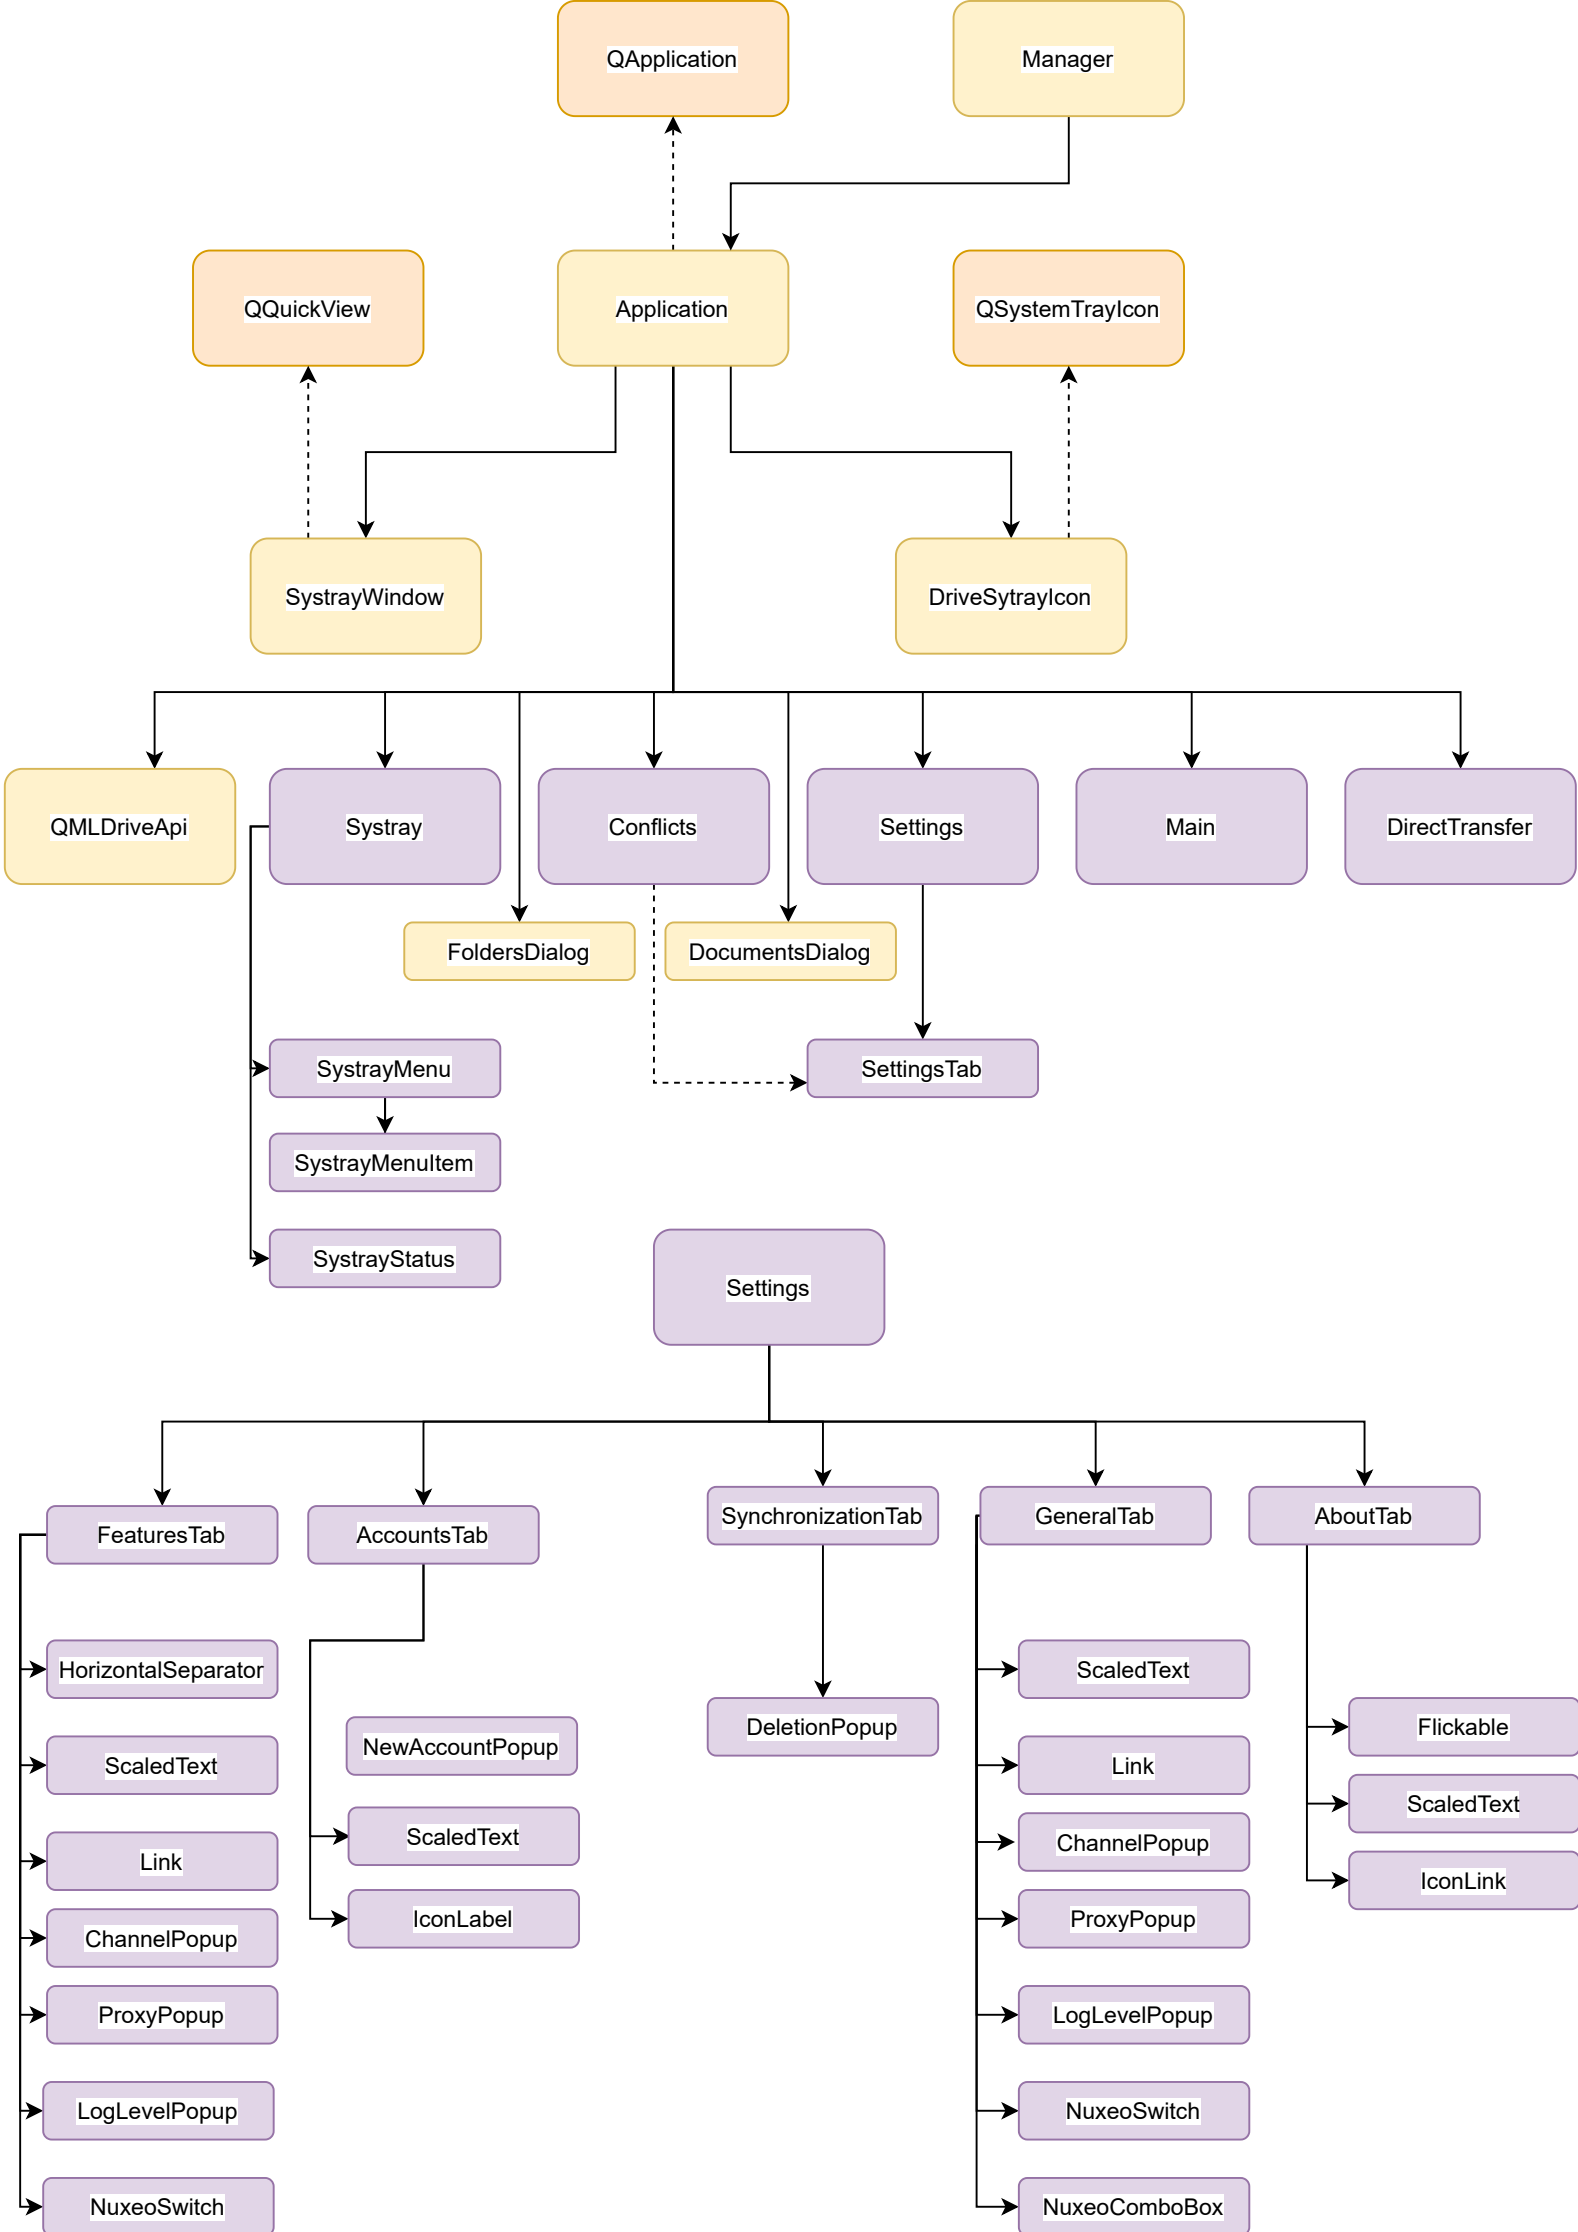 QApplication
Manager
QQuickView
Application
QSystemTrayIcon
SystrayWindow
DriveSytrayIcon
QMLDriveApi
Systray
Conflicts
Settings
Main
DirectTransfer
FoldersDialog
DocumentsDialog
SystrayMenu
SettingsTab
SystrayMenuItem
SystrayStatus
Settings
FeaturesTab
AccountsTab
SynchronizationTab
GeneralTab
AboutTab
HorizontalSeparator
ScaledText
Link
ChannelPopup
ProxyPopup
LogLevelPopup
NuxeoSwitch
NewAccountPopup
ScaledText
IconLabel
DeletionPopup
ScaledText
Link
ChannelPopup
ProxyPopup
LogLevelPopup
NuxeoSwitch
NuxeoComboBox
Flickable
ScaledText
IconLink